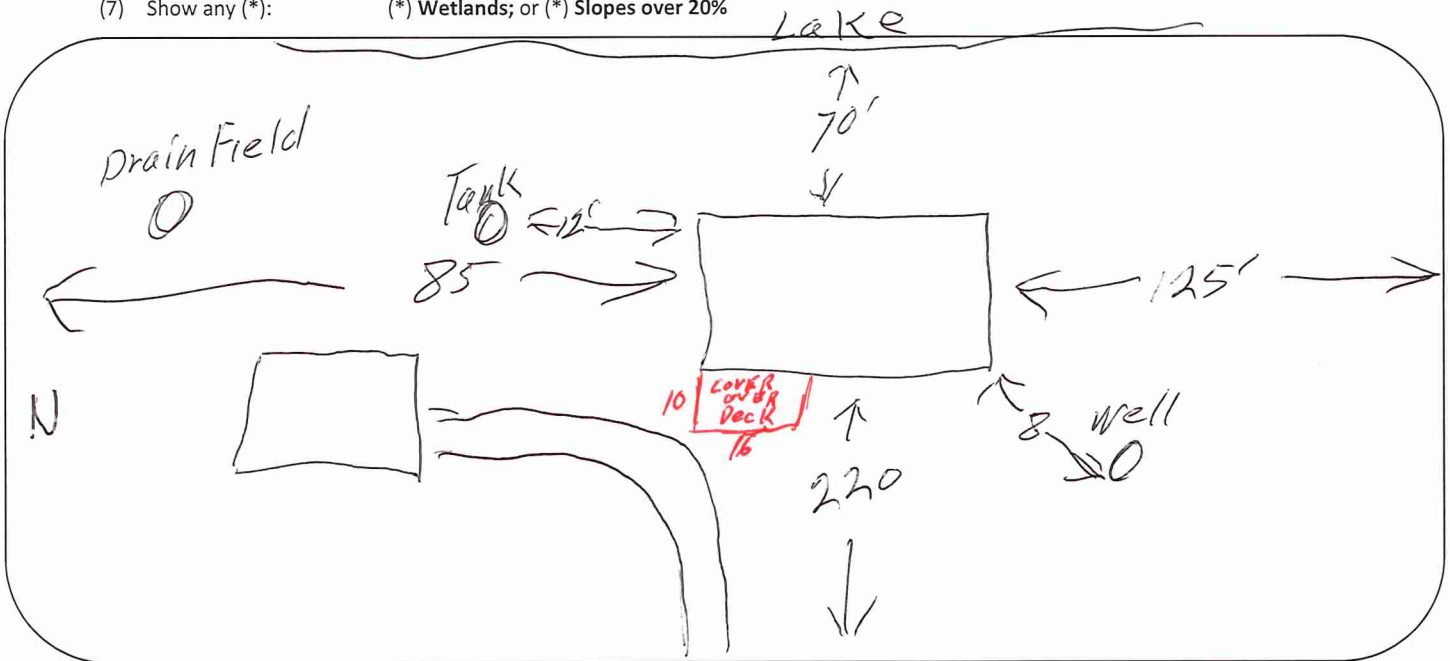 (7) Show any (*): (*) Wetlands; or (*) Slopes over 20%
Lake
70'
Drain Field
Tank
12'
85
125'
N
10
COVER
OVER
Deck
16
8
Well
220